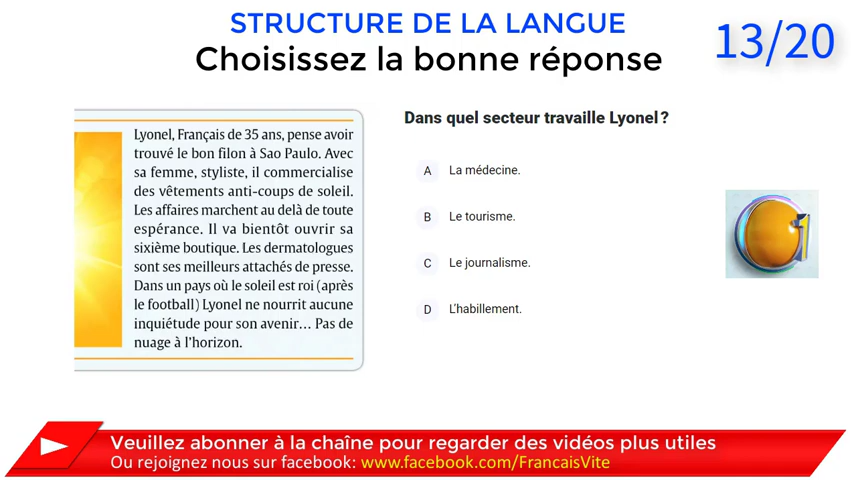 STRUCTURE DE LA LANGUE
Choisissez la bonne réponse
13/20
Lyonel, Français de 35 ans, pense avoir
trouvé le bon filon à Sao Paulo. Avec
sa femme, styliste, il commercialise
des vêtements anti-coups de soleil.
Les affaires marchent au delà de toute
espérance. Il va bientôt ouvrir sa
sixième boutique. Les dermatologues
sont ses meilleurs attachés de presse.
Dans un pays où le soleil est roi (après
le football) Lyonel ne nourrit aucune
inquiétude pour son avenir... Pas de
nuage à l'horizon.
Dans quel secteur travaille Lyonel ?
A La médecine.
B Le tourisme.
C Le journalisme.
D L'habillement.
1
Veuillez abonner à la chaîne pour regarder des vidéos plus utiles
Ou rejoignez nous sur facebook: www.facebook.com/FrancaisVite